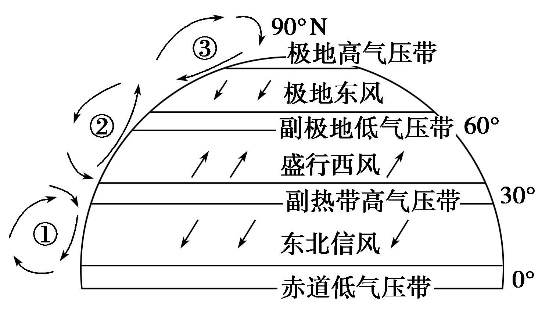 90°N
③
极地高气压带
极地东风
②
副极地低气压带 60°
盛行西风
副热带高气压带 30°
①
东北信风
赤道低气压带 0°